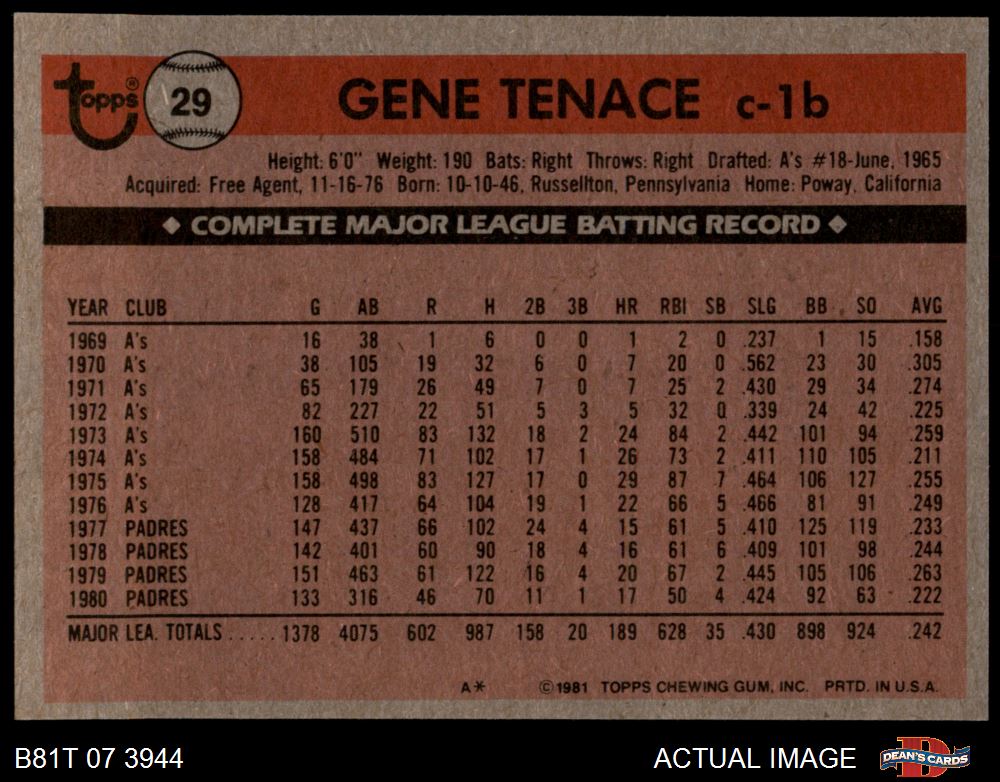 topps® 29 GENE TENACE c-1b
Height: 6'0" Weight: 190 Bats: Right Throws: Right Drafted: A's #18-June, 1965
Acquired: Free Agent, 11-16-76 Born: 10-10-46, Russellton, Pennsylvania Home: Poway, California
◆ COMPLETE MAJOR LEAGUE BATTING RECORD ◆
YEAR CLUB G AB R H 2B 3B HR RBI SB SLG BB SO AVG
1969 A's 16 38 1 6 0 0 1 2 0 .237 1 15 .158
1970 A's 38 105 19 32 6 0 7 20 0 .562 23 30 .305
1971 A's 65 179 26 49 7 0 7 25 2 .430 29 34 .274
1972 A's 82 227 22 51 5 3 5 32 0 .339 24 42 .225
1973 A's 160 510 83 132 18 2 24 84 2 .442 101 94 .259
1974 A's 158 484 71 102 17 1 26 73 2 .411 110 105 .211
1975 A's 158 498 83 127 17 0 29 87 7 .464 106 127 .255
1976 A's 128 417 64 104 19 1 22 66 5 .466 81 91 .249
1977 PADRES 147 437 66 102 24 4 15 61 5 .410 125 119 .233
1978 PADRES 142 401 60 90 18 4 16 61 6 .409 101 98 .244
1979 PADRES 151 463 61 122 16 4 20 67 2 .445 105 106 .263
1980 PADRES 133 316 46 70 11 1 17 50 4 .424 92 63 .222
MAJOR LEA. TOTALS ..... 1378 4075 602 987 158 20 189 628 35 .430 898 924 .242
A* ©1981 TOPPS CHEWING GUM, INC. PRTD. IN U.S.A.
B81T 07 3944 ACTUAL IMAGE DEAN'S CARDS